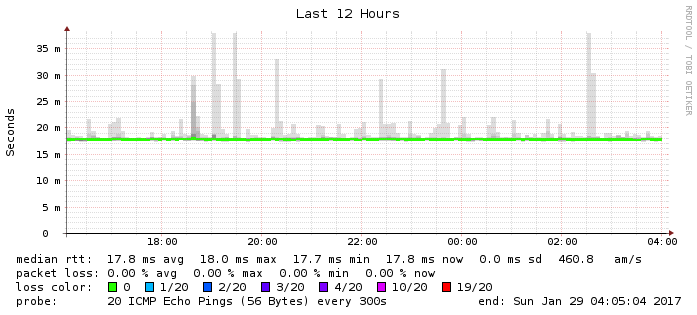 Last 12 Hours
RRDTOOL / TOBI OETIKER
Seconds
35 m
30 m
25 m
20 m
15 m
10 m
5 m
0
18:00 20:00 22:00 00:00 02:00 04:00
median rtt: 17.8 ms avg 18.0 ms max 17.7 ms min 17.8 ms now 0.0 ms sd 460.8 am/s
packet loss: 0.00 % avg 0.00 % max 0.00 % min 0.00 % now
loss color: 0 1/20 2/20 3/20 4/20 10/20 19/20
probe: 20 ICMP Echo Pings (56 Bytes) every 300s end: Sun Jan 29 04:05:04 2017